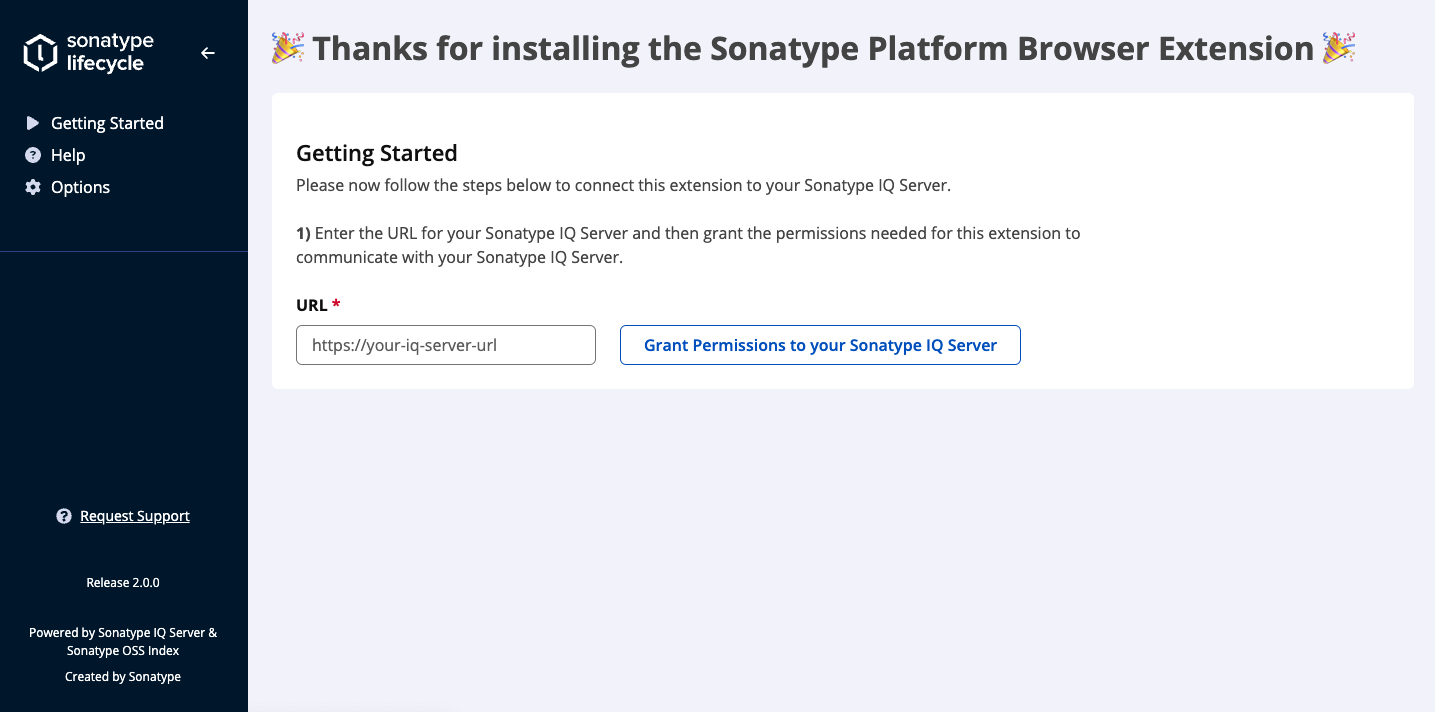 sonatype
lifecycle
Getting Started
Help
Options
Request Support
Release 2.0.0
Powered by Sonatype IQ Server &
Sonatype OSS Index
Created by Sonatype
🎉 Thanks for installing the Sonatype Platform Browser Extension 🎉
Getting Started
Please now follow the steps below to connect this extension to your Sonatype IQ Server.
1) Enter the URL for your Sonatype IQ Server and then grant the permissions needed for this extension to
communicate with your Sonatype IQ Server.
URL *
https://your-iq-server-url
Grant Permissions to your Sonatype IQ Server